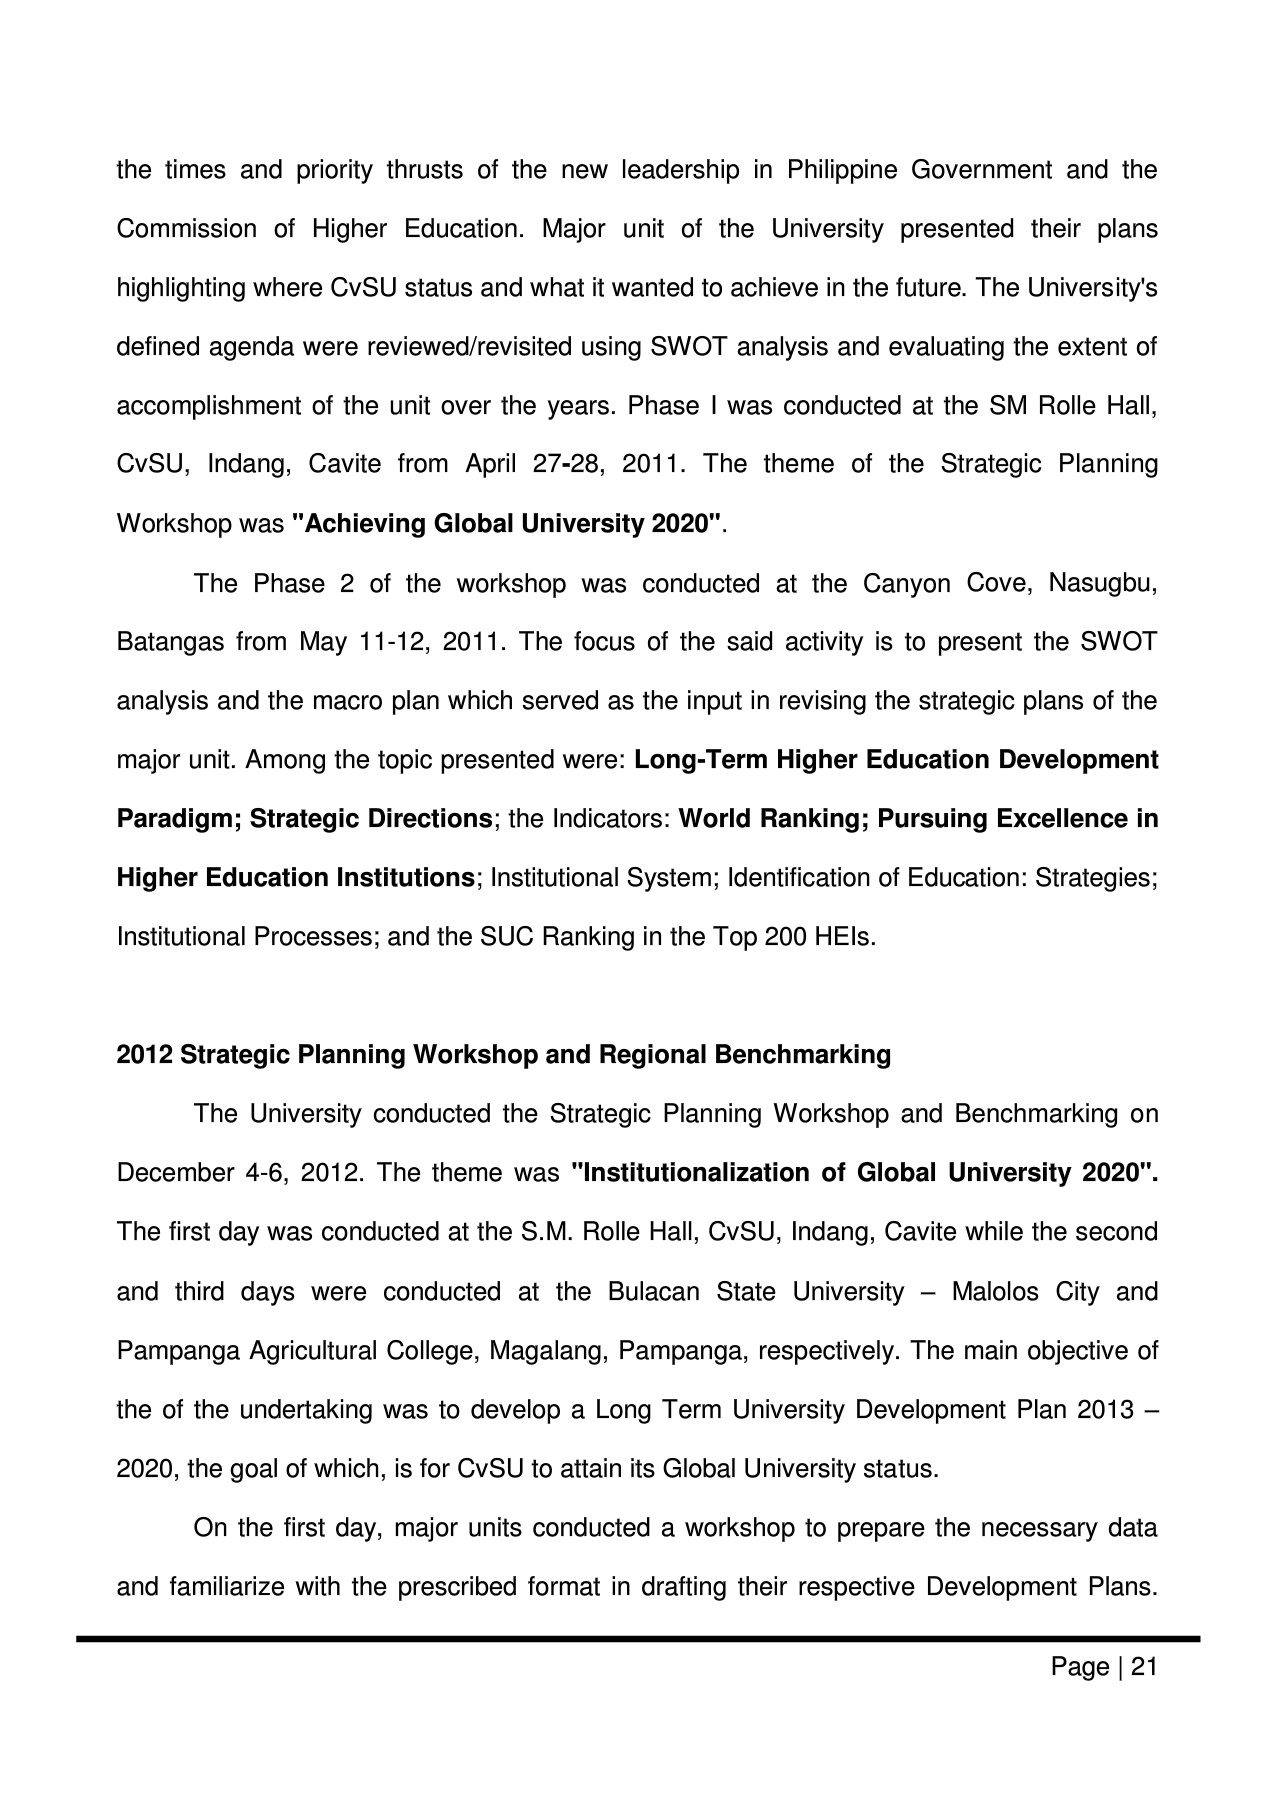 the times and priority thrusts of the new leadership in Philippine Government and the
Commission of Higher Education. Major unit of the University presented their plans
highlighting where CvSU status and what it wanted to achieve in the future. The University's
defined agenda were reviewed/revisited using SWOT analysis and evaluating the extent of
accomplishment of the unit over the years. Phase I was conducted at the SM Rolle Hall,
CvSU, Indang, Cavite from April 27-28, 2011. The theme of the Strategic Planning
Workshop was "Achieving Global University 2020".
The Phase 2 of the workshop was conducted at the Canyon Cove, Nasugbu,
Batangas from May 11-12, 2011. The focus of the said activity is to present the SWOT
analysis and the macro plan which served as the input in revising the strategic plans of the
major unit. Among the topic presented were: Long-Term Higher Education Development
Paradigm; Strategic Directions; the Indicators: World Ranking; Pursuing Excellence in
Higher Education Institutions; Institutional System; Identification of Education: Strategies;
Institutional Processes; and the SUC Ranking in the Top 200 HEIs.
2012 Strategic Planning Workshop and Regional Benchmarking
The University conducted the Strategic Planning Workshop and Benchmarking on
December 4-6, 2012. The theme was "Institutionalization of Global University 2020".
The first day was conducted at the S.M. Rolle Hall, CvSU, Indang, Cavite while the second
and third days were conducted at the Bulacan State University – Malolos City and
Pampanga Agricultural College, Magalang, Pampanga, respectively. The main objective of
the of the undertaking was to develop a Long Term University Development Plan 2013 –
2020, the goal of which, is for CvSU to attain its Global University status.
On the first day, major units conducted a workshop to prepare the necessary data
and familiarize with the prescribed format in drafting their respective Development Plans.
Page | 21